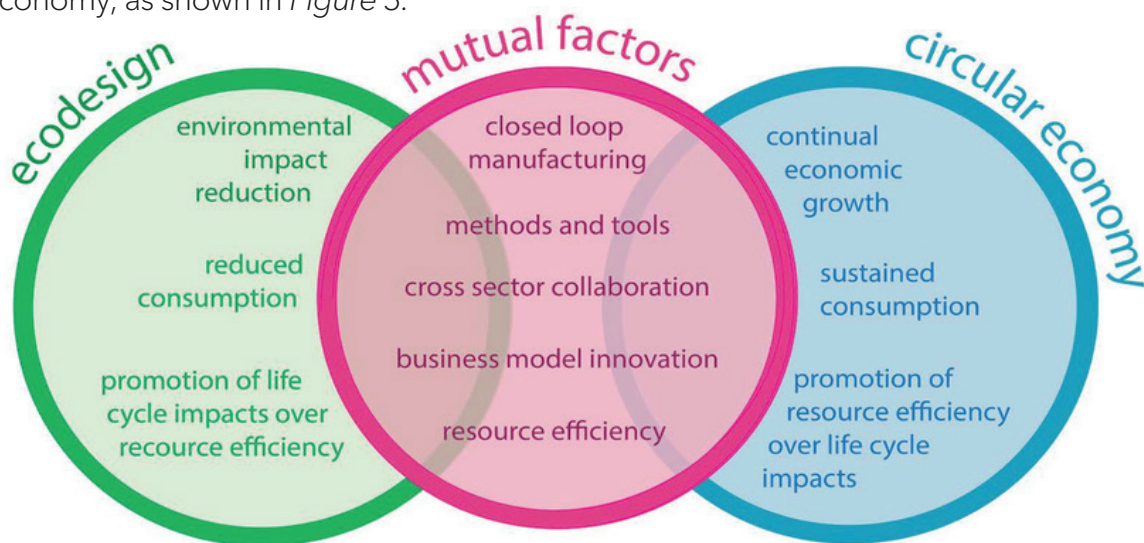 conomy, as shown in Figure 3.
ecodesign
mutual factors
circular economy
environmental
impact
reduction
reduced
consumption
promotion of life
cycle impacts over
recource efficiency
closed loop
manufacturing
methods and tools
cross sector collaboration
business model innovation
resource efficiency
continual
economic
growth
sustained
consumption
promotion of
resource efficiency
over life cycle
impacts